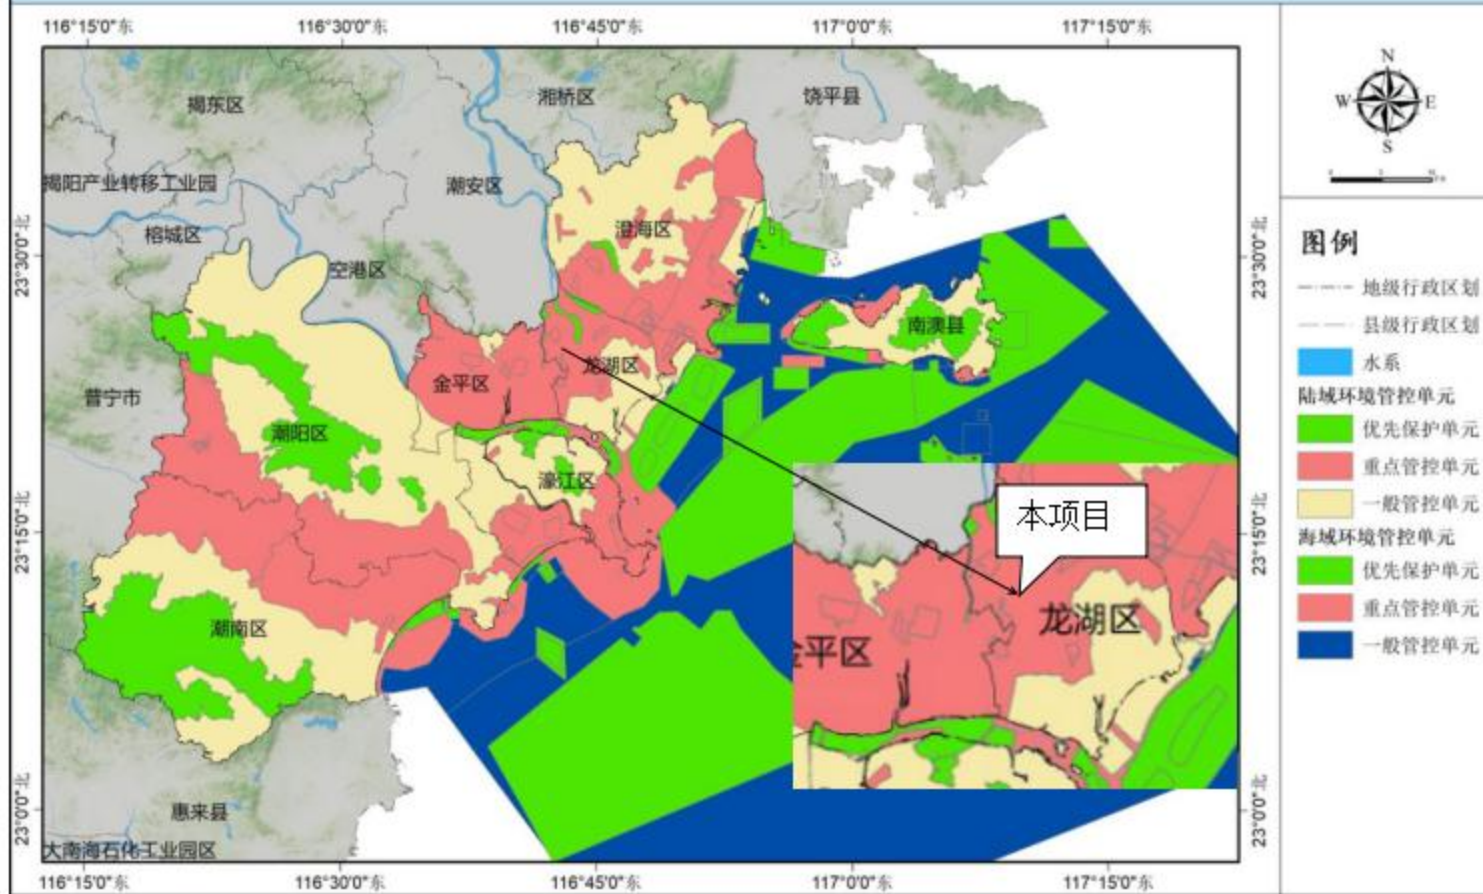 116°15'0"东 116°30'0"东 116°45'0"东 117°0'0"东 117°15'0"东
N
W E
S
揭东区
湘桥区
饶平县
揭阳产业转移工业园
潮安区
榕城区
澄海区
空港区
23°30'0"北
23°30'0"北
图例
地级行政区划
县级行政区划
水系
陆域环境管控单元
优先保护单元
重点管控单元
一般管控单元
海域环境管控单元
优先保护单元
重点管控单元
一般管控单元
南澳县
龙湖区
金平区
普宁市
潮阳区
濠江区
本项目
23°15'0"北
23°15'0"北
龙湖区
金平区
潮南区
惠来县
23°0'0"北
23°0'0"北
大南海石化工业园区
116°15'0"东 116°30'0"东 116°45'0"东 117°0'0"东 117°15'0"东